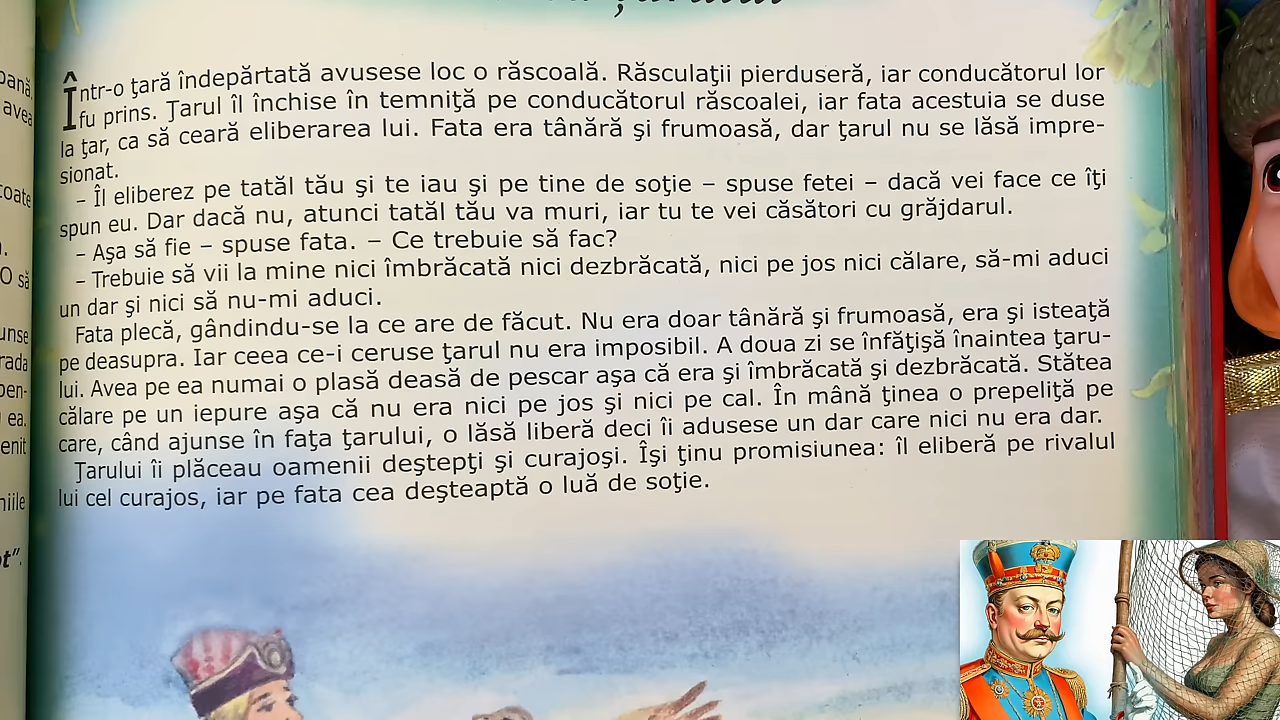 Într-o ţară îndepărtată avusese loc o răscoală. Răsculaţii pierduseră, iar conducătorul lor
fu prins. Ţarul îl închise în temniţă pe conducătorul răscoalei, iar fata acestuia se duse
la ţar, ca să ceară eliberarea lui. Fata era tânără şi frumoasă, dar ţarul nu se lăsă impre-
sionat.
– Îl eliberez pe tatăl tău şi te iau şi pe tine de soţie – spuse fetei – dacă vei face ce îţi
spun eu. Dar dacă nu, atunci tatăl tău va muri, iar tu te vei căsători cu grăjdarul.
– Aşa să fie – spuse fata. – Ce trebuie să fac?
– Trebuie să vii la mine nici îmbrăcată nici dezbrăcată, nici pe jos nici călare, să-mi aduci
un dar şi nici să nu-mi aduci.
Fata plecă, gândindu-se la ce are de făcut. Nu era doar tânără şi frumoasă, era şi isteaţă
pe deasupra. Iar ceea ce-i ceruse ţarul nu era imposibil. A doua zi se înfăţişă înaintea ţaru-
lui. Avea pe ea numai o plasă deasă de pescar aşa că era şi îmbrăcată şi dezbrăcată. Stătea
călare pe un iepure aşa că nu era nici pe jos şi nici pe cal. În mână ţinea o prepeliţă pe
care, când ajunse în faţa ţarului, o lăsă liberă deci îi adusese un dar care nici nu era dar.
Ţarului îi plăceau oamenii deştepţi şi curajoşi. Îşi ţinu promisiunea: îl eliberă pe rivalul
lui cel curajos, iar pe fata cea deşteaptă o luă de soţie.